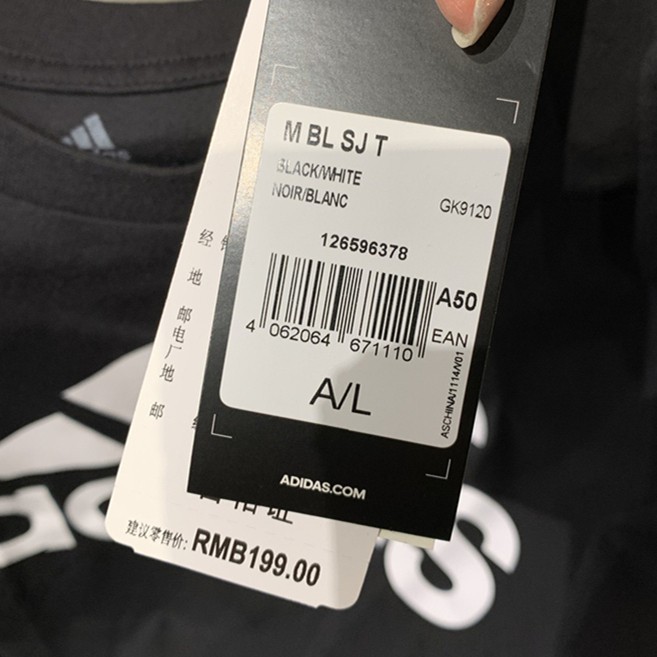 M BL SJ T
BLACK/WHITE
NOIR/BLANC
GK9120
126596378
A50
4 062064 671110
EAN
A/L
ASCHINA/1114/V01
ADIDAS.COM
经
地
邮
电
厂
地
邮
建议零售价: RMB199.00